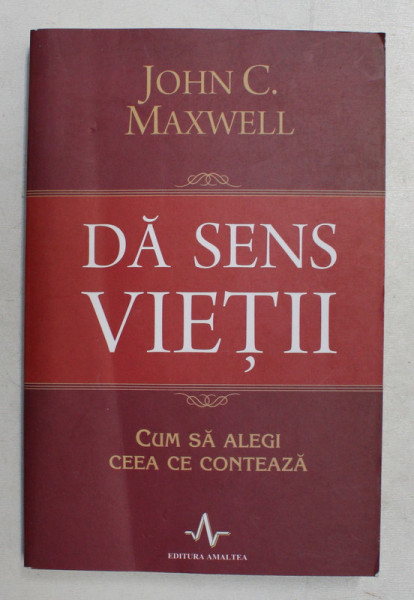 JOHN C.
MAXWELL
DĂ SENS
VIEȚII
CUM SĂ ALEGI
CEEA CE CONTEAZĂ
EDITURA AMALTEA